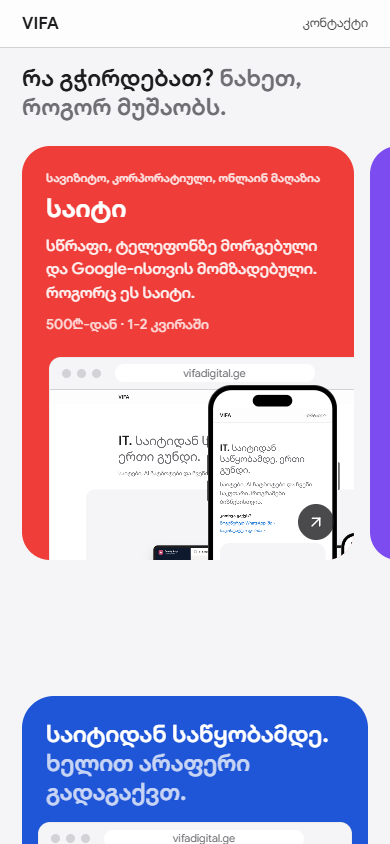 VIFA
კონტაქტი
რა გჭირდებათ? ნახეთ,
როგორ მუშაობს.
სავიზიტო, კორპორატიული, ონლაინ მაღაზია
საიტი
სწრაფი, ტელეფონზე მორგებული
და Google-ისთვის მომზადებული.
როგორც ეს საიტი.
500₾-დან · 1-2 კვირაში
vifadigital.ge
VIFA
IT. საიტიდან ს
ერთი გუნდი.
VIFA
IT. საიტიდან
საწყობამდე, ერთი
გუნდი.
საიტიდან საწყობამდე.
ხელით არაფერი
გადაგაქვთ.
vifadigital.ge